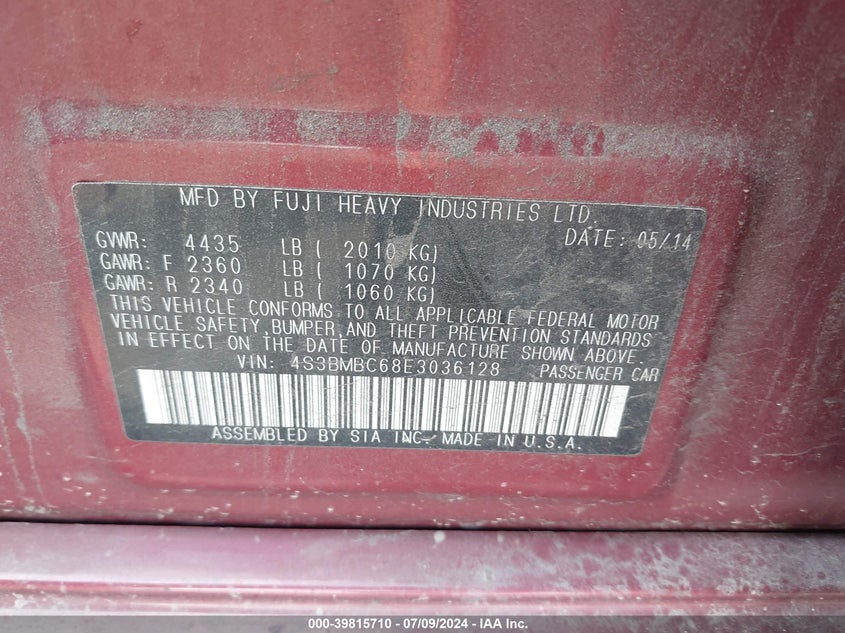 MFD BY FUJI HEAVY INDUSTRIES LTD.
DATE: 05/14
GVWR: 4435 LB ( 2010 KG)
GAWR: F 2360 LB ( 1070 KG)
GAWR: R 2340 LB ( 1060 KG)
THIS VEHICLE CONFORMS TO ALL APPLICABLE FEDERAL MOTOR
VEHICLE SAFETY, BUMPER, AND THEFT PREVENTION STANDARDS
IN EFFECT ON THE DATE OF MANUFACTURE SHOWN ABOVE.
VIN: 4S3BMBC68E3036128 PASSENGER CAR
ASSEMBLED BY SIA INC. MADE IN U.S.A.
000-39815710 - 07/09/2024 - IAA Inc.